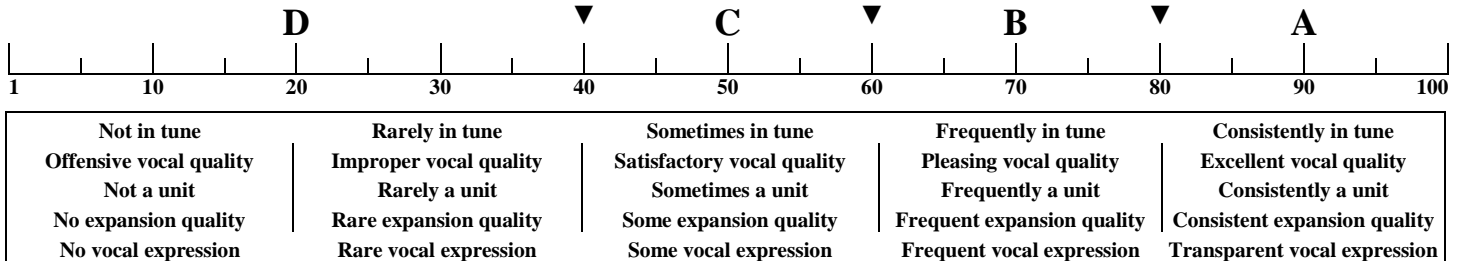 D C B A
1 10 20 30 40 50 60 70 80 90 100
Not in tune Rarely in tune Sometimes in tune Frequently in tune Consistently in tune
Offensive vocal quality Improper vocal quality Satisfactory vocal quality Pleasing vocal quality Excellent vocal quality
Not a unit Rarely a unit Sometimes a unit Frequently a unit Consistently a unit
No expansion quality Rare expansion quality Some expansion quality Frequent expansion quality Consistent expansion quality
No vocal expression Rare vocal expression Some vocal expression Frequent vocal expression Transparent vocal expression